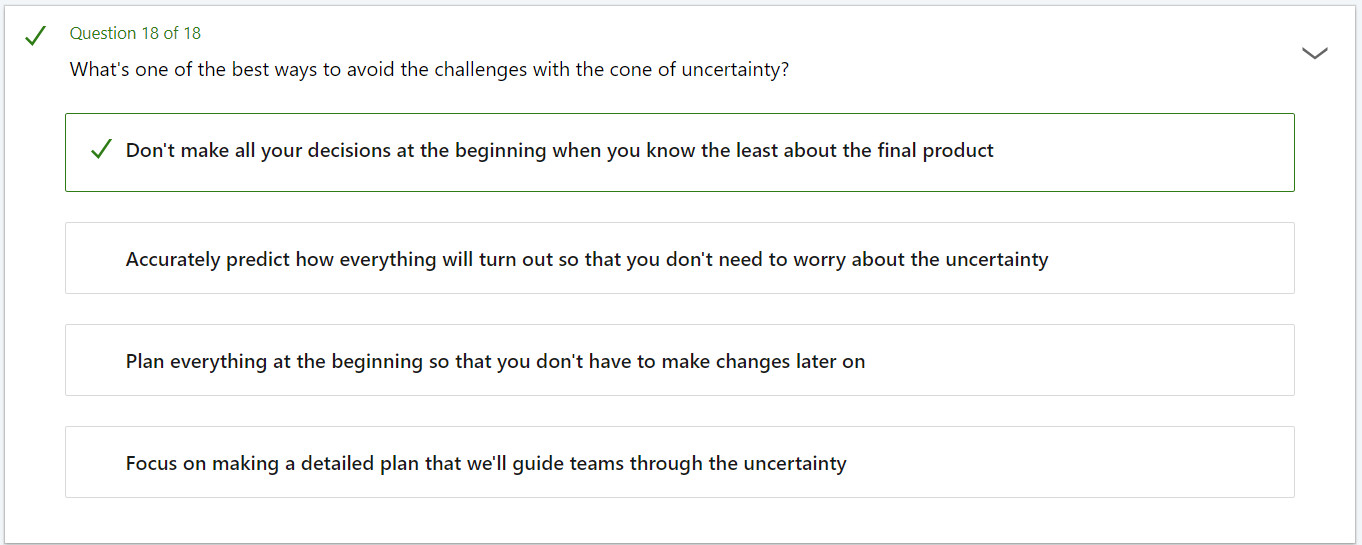 Question 18 of 18
What's one of the best ways to avoid the challenges with the cone of uncertainty?
Don't make all your decisions at the beginning when you know the least about the final product
Accurately predict how everything will turn out so that you don't need to worry about the uncertainty
Plan everything at the beginning so that you don't have to make changes later on
Focus on making a detailed plan that we'll guide teams through the uncertainty